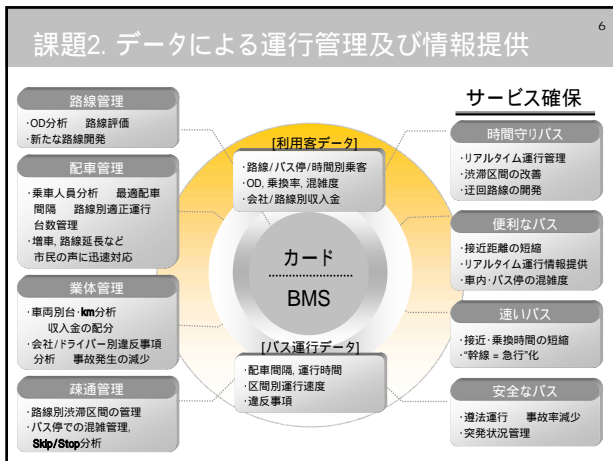 6
課題2. データによる運行管理及び情報提供
路線管理
・OD分析　路線評価
・新たな路線開発
配車管理
・乗車人員分析　最適配車
間隔　路線別適正運行
台数管理
・増車, 路線延長など
市民の声に迅速対応
業体管理
・車両別台・km分析
収入金の配分
・会社/ドライバー別違反事項
分析　事故発生の減少
疎通管理
・路線別渋滞区間の管理
・バス停での混雑管理,
Skip/Stop分析
[利用客データ]
・路線/バス停/時間別乗客
・OD, 乗換率, 混雑度
・会社/路線別収入金
カード
BMS
[バス運行データ]
・配車間隔, 運行時間
・区間別運行速度
・違反事項
サービス確保
時間守りバス
・リアルタイム運行管理
・渋滞区間の改善
・迂回路線の開発
便利なバス
・接近距離の短縮
・リアルタイム運行情報提供
・車内・バス停の混雑度
速いバス
・接近・乗換時間の短縮
・“幹線 = 急行”化
安全なバス
・遵法運行　事故率減少
・突発状況管理